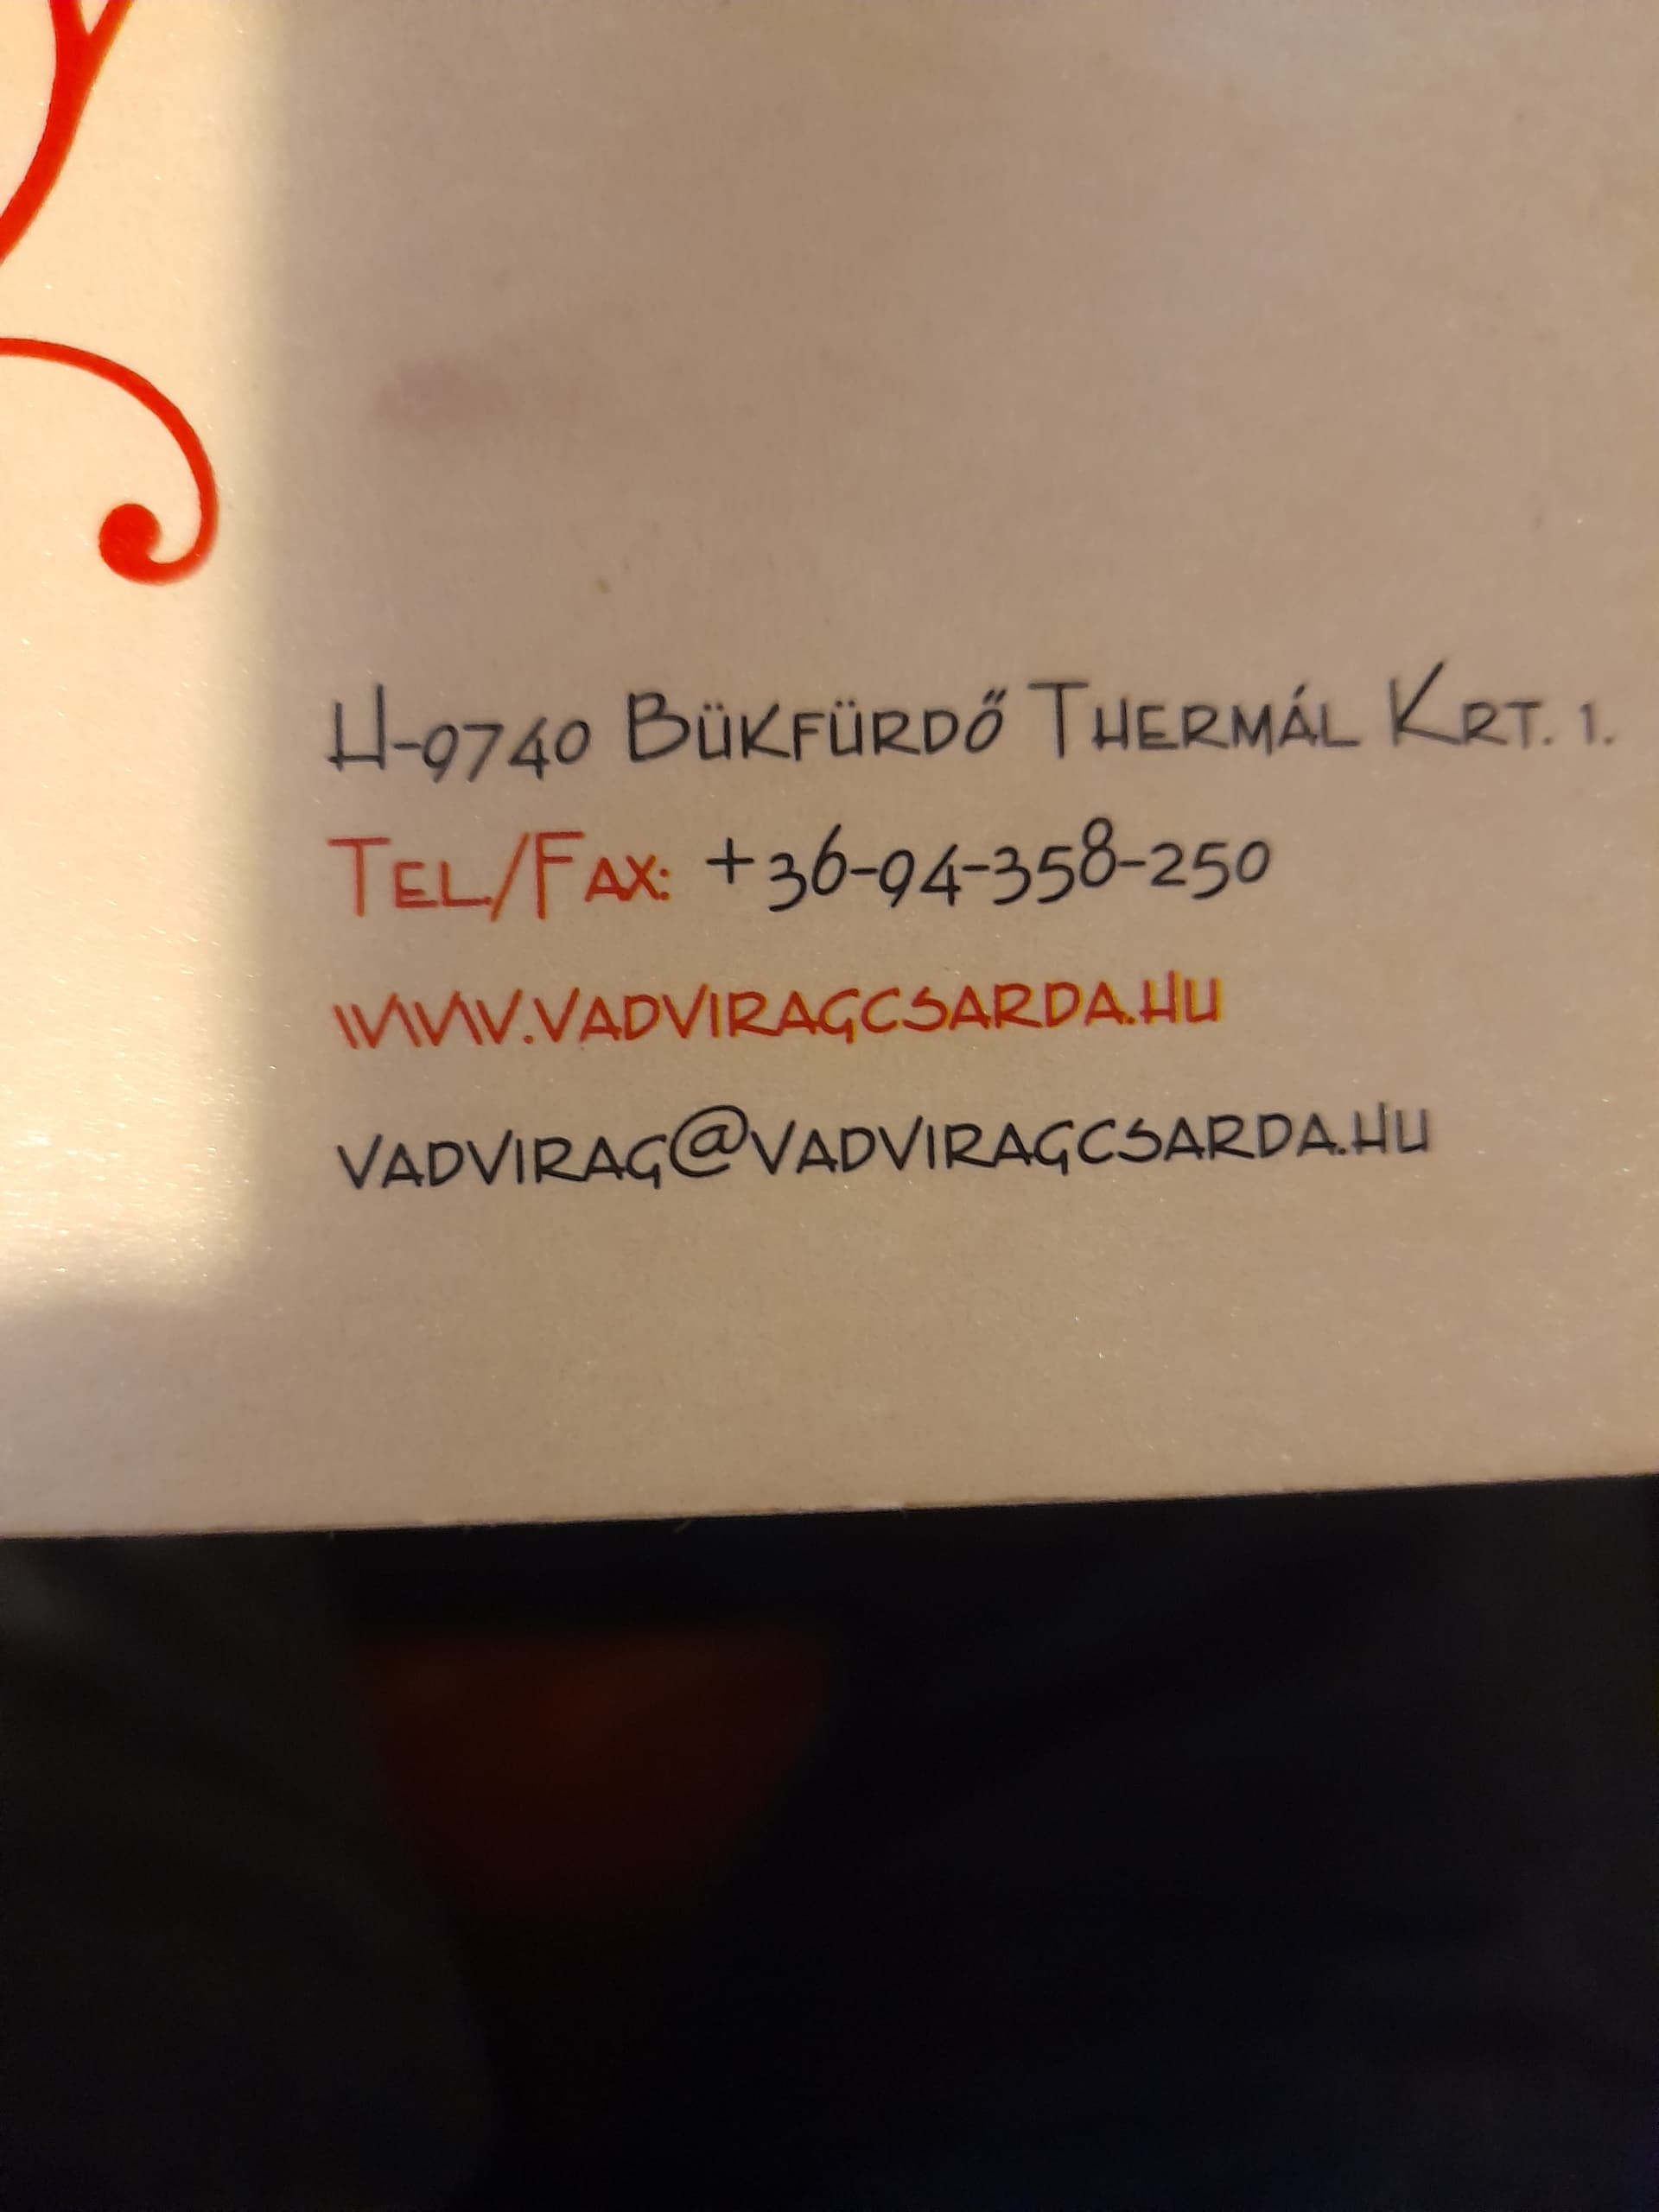 H-9740 Bükfürdő Thermál Krt. 1.
Tel/Fax: +36-94-358-250
www.vadviragcsarda.hu
vadvirag@vadviragcsarda.hu